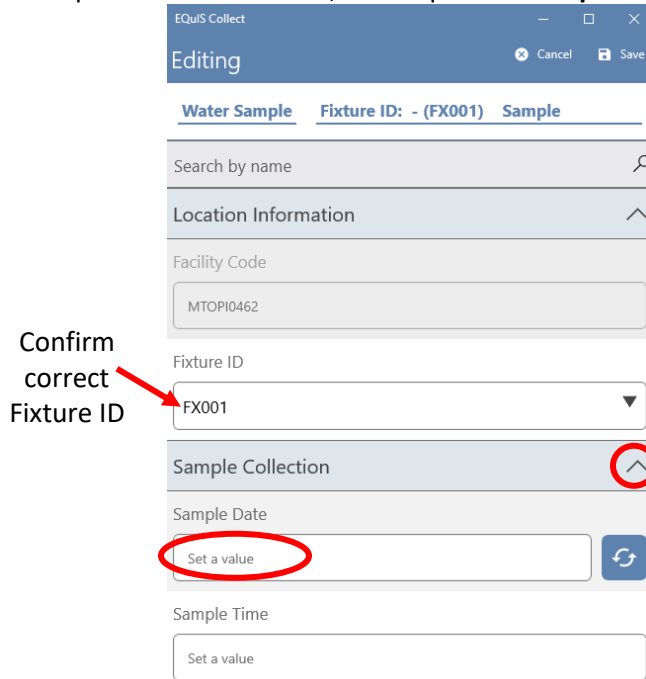 EQuIS Collect
Editing
Cancel
Save
Water Sample Fixture ID: - (FX001) Sample
Search by name
Location Information
Facility Code
MTOPI0462
Confirm
correct
Fixture ID
Fixture ID
FX001
Sample Collection
Sample Date
Set a value
Sample Time
Set a value